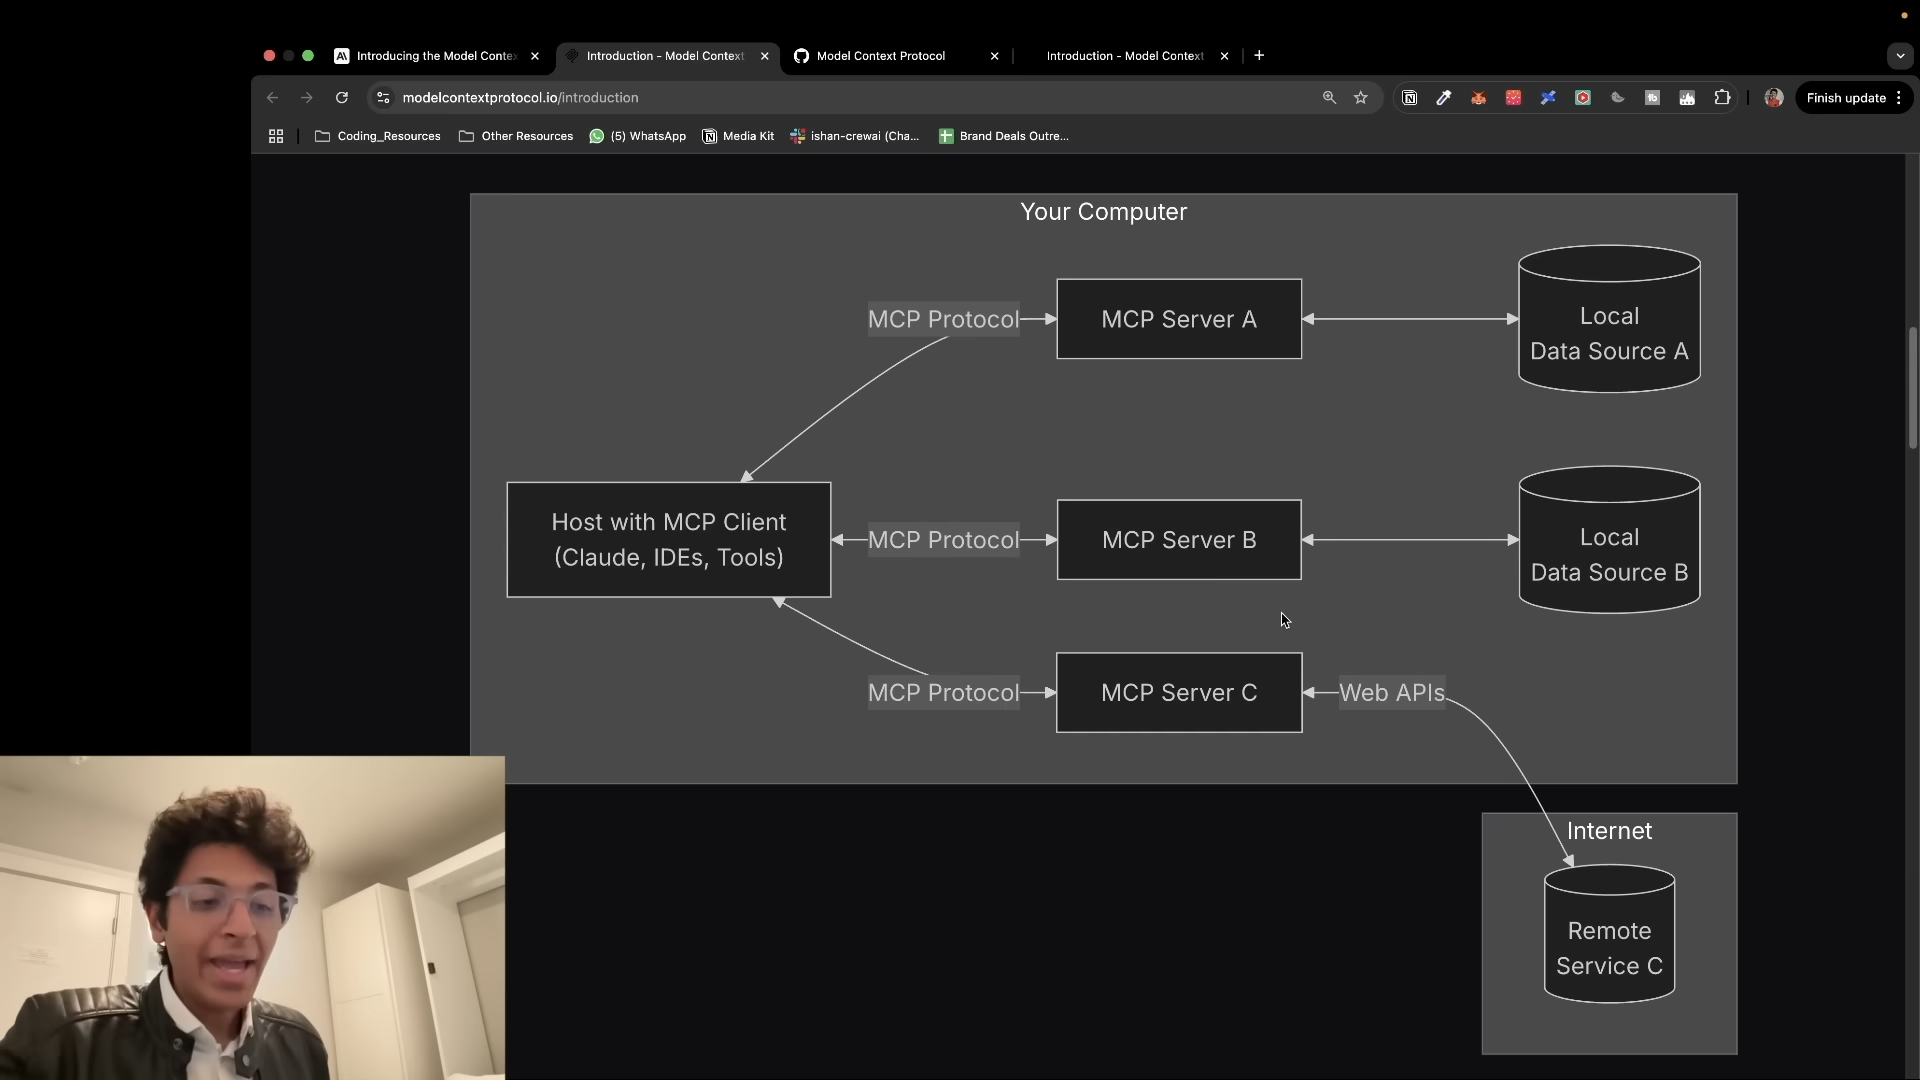 Introducing the Model Conte
Introduction - Model Context
Model Context Protocol
Introduction - Model Context
modelcontextprotocol.io/introduction
Finish update
Coding_Resources
Other Resources
(5) WhatsApp
Media Kit
ishan-crewai (Cha...
Brand Deals Outre...
Your Computer
MCP Protocol
MCP Server A
Local
Data Source A
Host with MCP Client
(Claude, IDEs, Tools)
MCP Protocol
MCP Server B
Local
Data Source B
MCP Protocol
MCP Server C
Web APIs
Internet
Remote
Service C